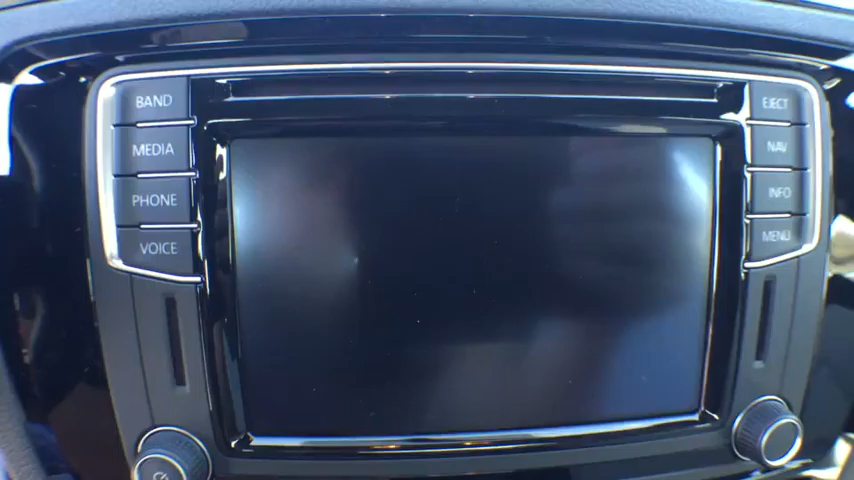 BAND
MEDIA
PHONE
VOICE
EJECT
NAV
INFO
MENU